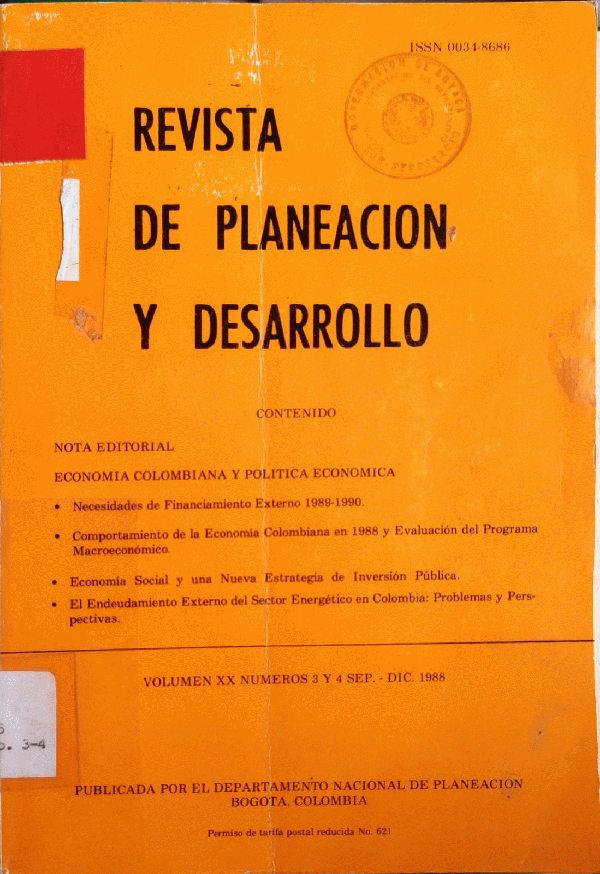 ISSN 0034-8686
REVISTA
DE PLANEACION
Y DESARROLLO
CONTENIDO
NOTA EDITORIAL
ECONOMIA COLOMBIANA Y POLITICA ECONOMICA
• Necesidades de Financiamiento Externo 1989-1990.
• Comportamiento de la Economía Colombiana en 1988 y Evaluación del Programa
Macroeconómico.
• Economía Social y una Nueva Estrategia de Inversión Pública.
• El Endeudamiento Externo del Sector Energético en Colombia: Problemas y Pers-
pectivas.
VOLUMEN XX NUMEROS 3 Y 4 SEP. - DIC. 1988
3-4
PUBLICADA POR EL DEPARTAMENTO NACIONAL DE PLANEACION
BOGOTA, COLOMBIA
Permiso de tarifa postal reducida No. 621